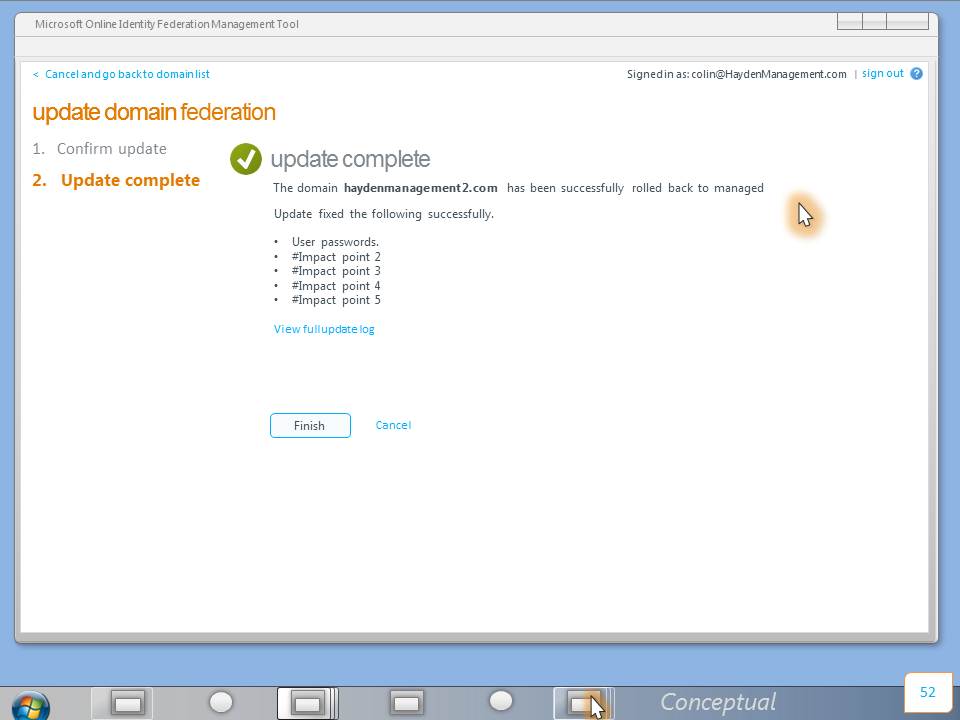 Microsoft Online Identity Federation Management Tool
< Cancel and go back to domain list
Signed in as: colin@HaydenManagement.com | sign out ?
update domain federation
1. Confirm update
2. Update complete
update complete
The domain haydenmanagement2.com has been successfully rolled back to managed
Update fixed the following successfully.
• User passwords.
• #Impact point 2
• #Impact point 3
• #Impact point 4
• #Impact point 5
View full update log
Finish
Cancel
Conceptual
52